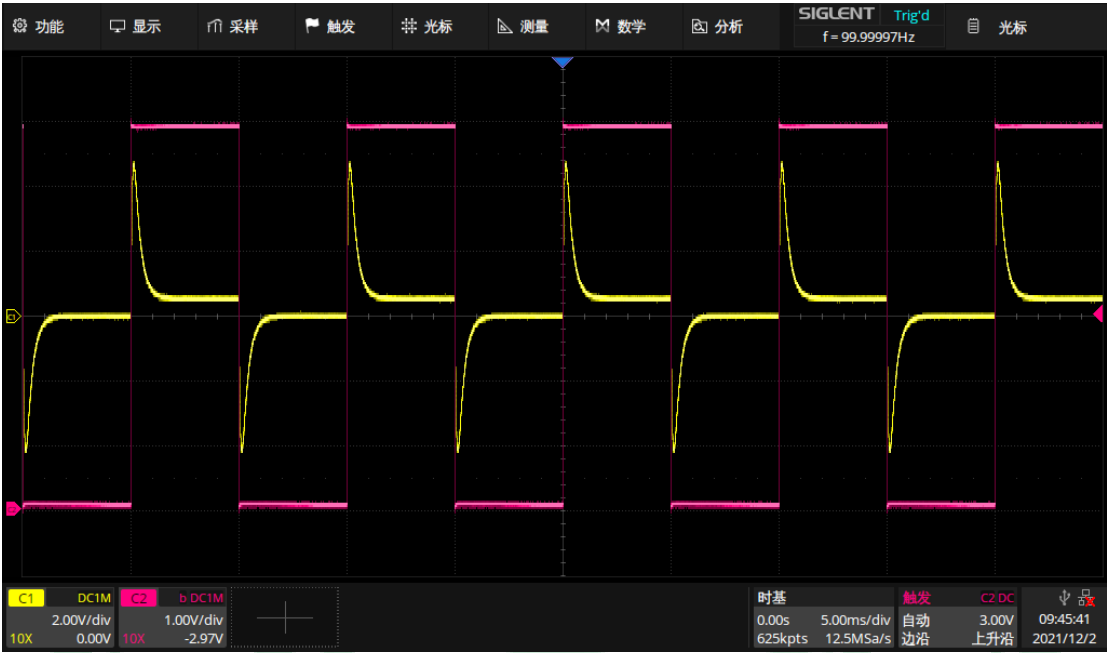 功能 显示 采样 触发 光标 测量 数学 分析 SIGLENT Trig'd 光标
f = 99.99997Hz
C1
C1 DC1M C2 b DC1M 时基 触发 C2 DC
2.00V/div 1.00V/div 0.00s 5.00ms/div 自动 3.00V 09:45:41
10X 0.00V 10X -2.97V 625kpts 12.5MSa/s 边沿 上升沿 2021/12/2